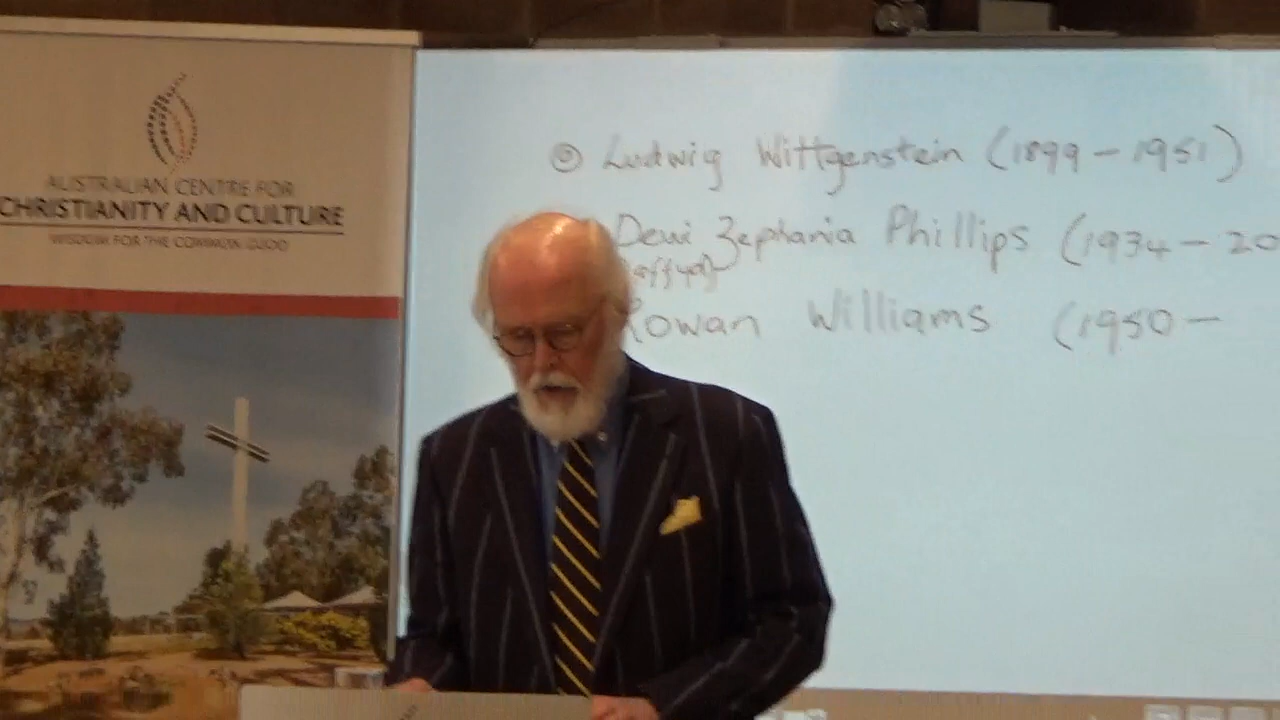 AUSTRALIAN CENTRE FOR
CHRISTIANITY AND CULTURE
WISDOM FOR THE COMMON GOOD
Ludwig Wittgenstein (1899 – 1951)
Dewi Zephania Phillips (1934 – 20
Rowan Williams (1950 –